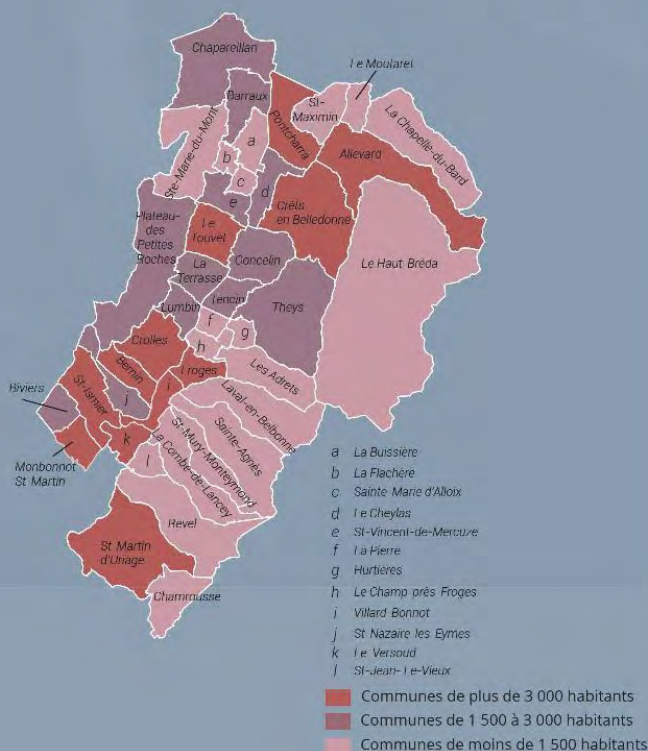 Chapareillan
Le Moutaret
Barraux
St-
Maximin
Pontcharra
La Chapelle-du-Bard
Ste-Marie-du-Mont
a
Allevard
b
c
d
e
Crêts
en Belledonne
Plateau-
des
Petites
Roches
Le
Touvet
Goncelin
Le Haut Bréda
La
Terrasse
Tencin
Theys
Lumbin
f
g
Crolles
h
Bernin
Froges
Les Adrets
i
Biviers
St-Ismier
j
Laval-en-Belbonne
Sainte-Agnès
St-Mury-Monteymond
La Combe-de-Lancey
k
l
Monbonnot
St Martin
Revel
St Martin
d'Uriage
Chamrousse
a La Buissière
b La Flachère
c Sainte Marie d'Alloix
d Le Cheylas
e St-Vincent-de-Mercuze
f La Pierre
g Hurtières
h Le Champ près Froges
i Villard Bonnot
j St Nazaire les Eymes
k Le Versoud
l St-Jean-Le-Vieux
Communes de plus de 3 000 habitants
Communes de 1 500 à 3 000 habitants
Communes de moins de 1 500 habitants